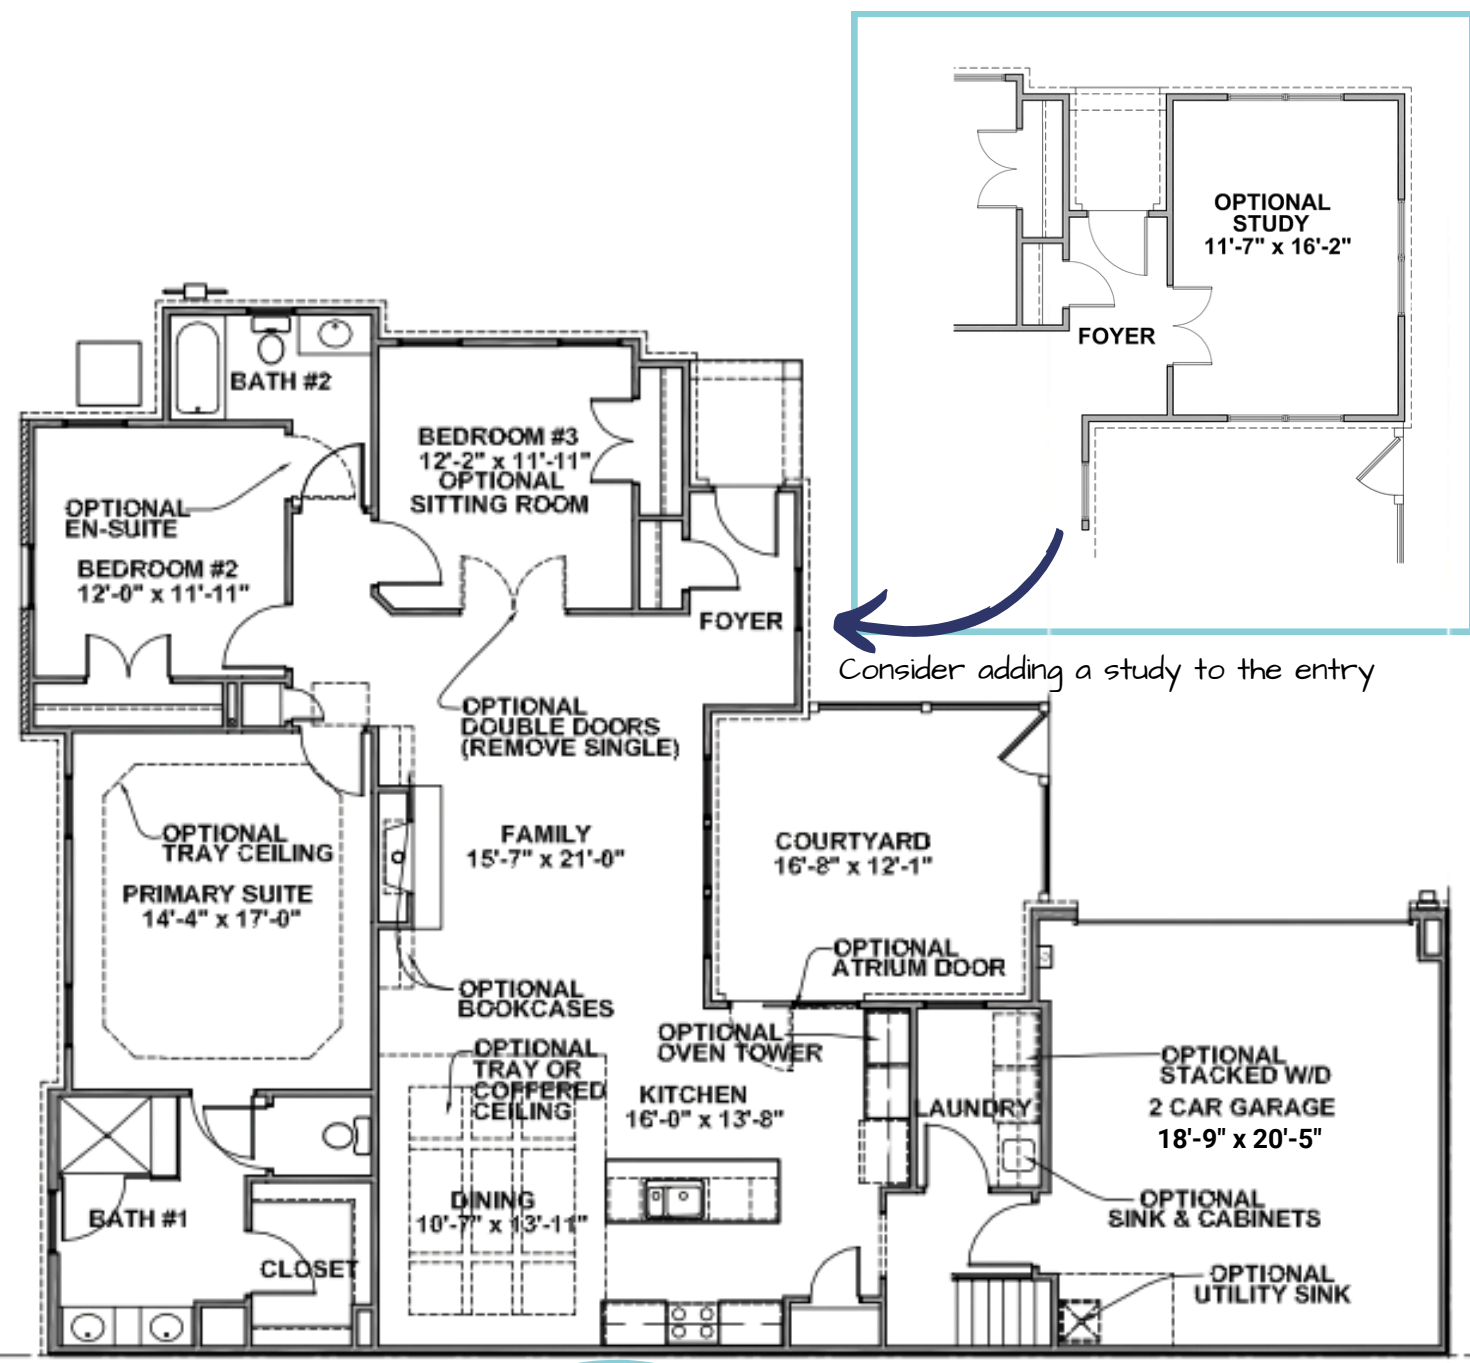 OPTIONAL
STUDY
11'-7" x 16'-2"
FOYER
Consider adding a study to the entry
BATH #2
BEDROOM #3
12'-2" x 11'-11"
OPTIONAL
SITTING ROOM
OPTIONAL
EN-SUITE
BEDROOM #2
12'-0" x 11'-11"
FOYER
OPTIONAL
DOUBLE DOORS
(REMOVE SINGLE)
OPTIONAL
TRAY CEILING
PRIMARY SUITE
14'-4" x 17'-0"
FAMILY
15'-7" x 21'-0"
COURTYARD
16'-8" x 12'-1"
OPTIONAL
ATRIUM DOOR
OPTIONAL
BOOKCASES
OPTIONAL
OVEN TOWER
OPTIONAL
TRAY OR
COFFERED
CEILING
KITCHEN
16'-0" x 13'-8"
LAUNDRY
OPTIONAL
STACKED W/D
2 CAR GARAGE
18'-9" x 20'-5"
BATH #1
DINING
10'-7" x 13'-11"
OPTIONAL
SINK & CABINETS
CLOSET
OPTIONAL
UTILITY SINK